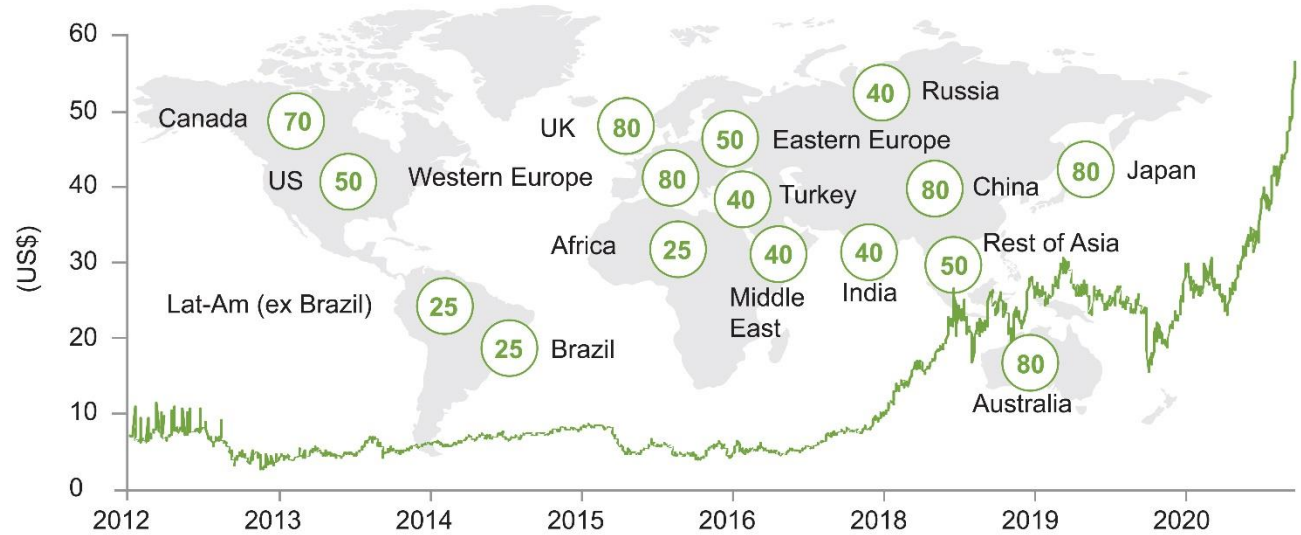 60
50
40
30
20
10
0
(US$)
2012 2013 2014 2015 2016 2018 2019 2020
Canada 70
US 50
Lat-Am (ex Brazil) 25
25 Brazil
UK 80
Western Europe 80
50 Eastern Europe
40 Turkey
Africa 25
40
Middle
East
40 Russia
40
India
80 China
80 Japan
Rest of Asia
50
80
Australia